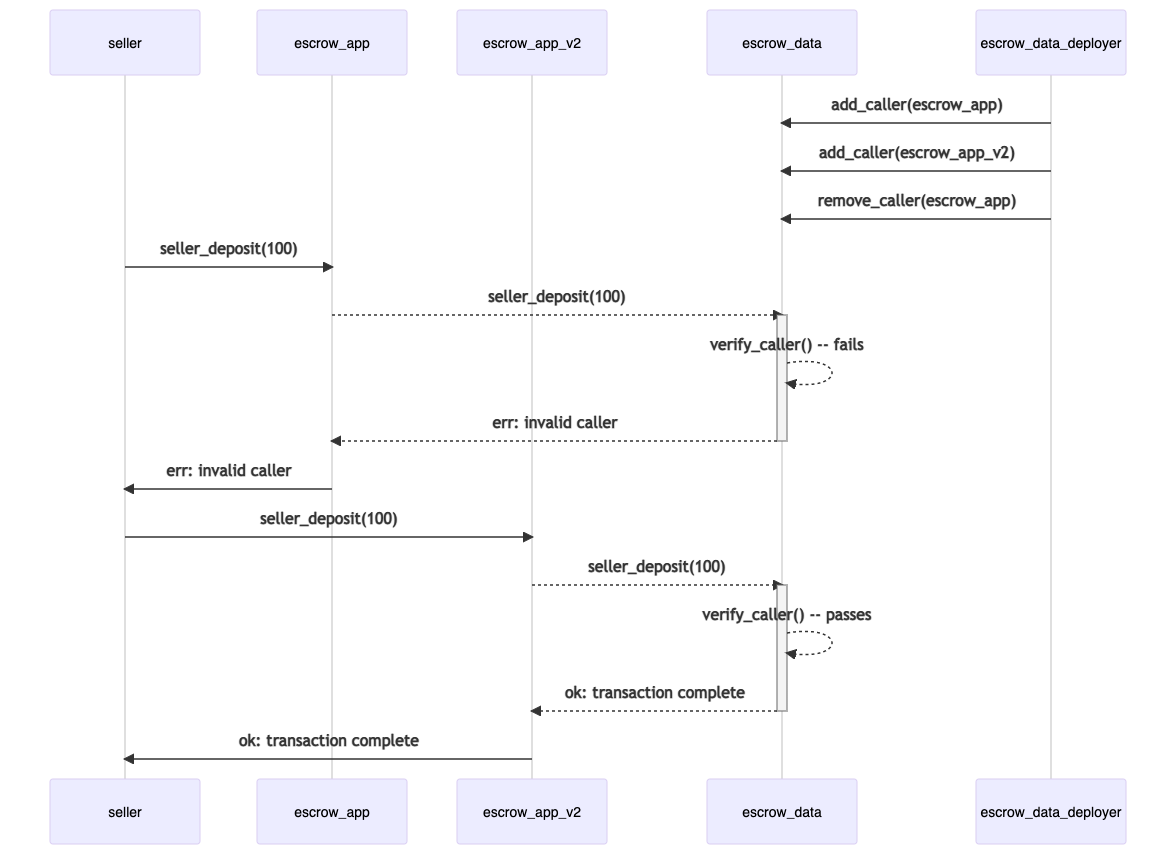 seller
escrow_app
escrow_app_v2
escrow_data
escrow_data_deployer
add_caller(escrow_app)
add_caller(escrow_app_v2)
remove_caller(escrow_app)
seller_deposit(100)
seller_deposit(100)
verify_caller() -- fails
err: invalid caller
err: invalid caller
seller_deposit(100)
seller_deposit(100)
verify_caller() -- passes
ok: transaction complete
ok: transaction complete
seller
escrow_app
escrow_app_v2
escrow_data
escrow_data_deployer